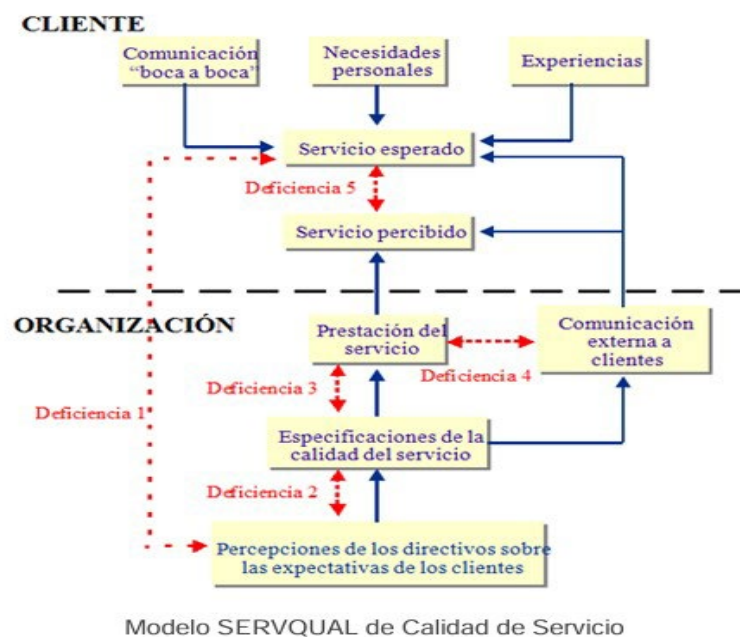 CLIENTE
Comunicación
“boca a boca”
Necesidades
personales
Experiencias
Servicio esperado
Deficiencia 5
Servicio percibido
ORGANIZACIÓN
Prestación del
servicio
Comunicación
externa a
clientes
Deficiencia 4
Deficiencia 3
Deficiencia 1
Especificaciones de la
calidad del servicio
Deficiencia 2
Percepciones de los directivos sobre
las expectativas de los clientes
Modelo SERVQUAL de Calidad de Servicio